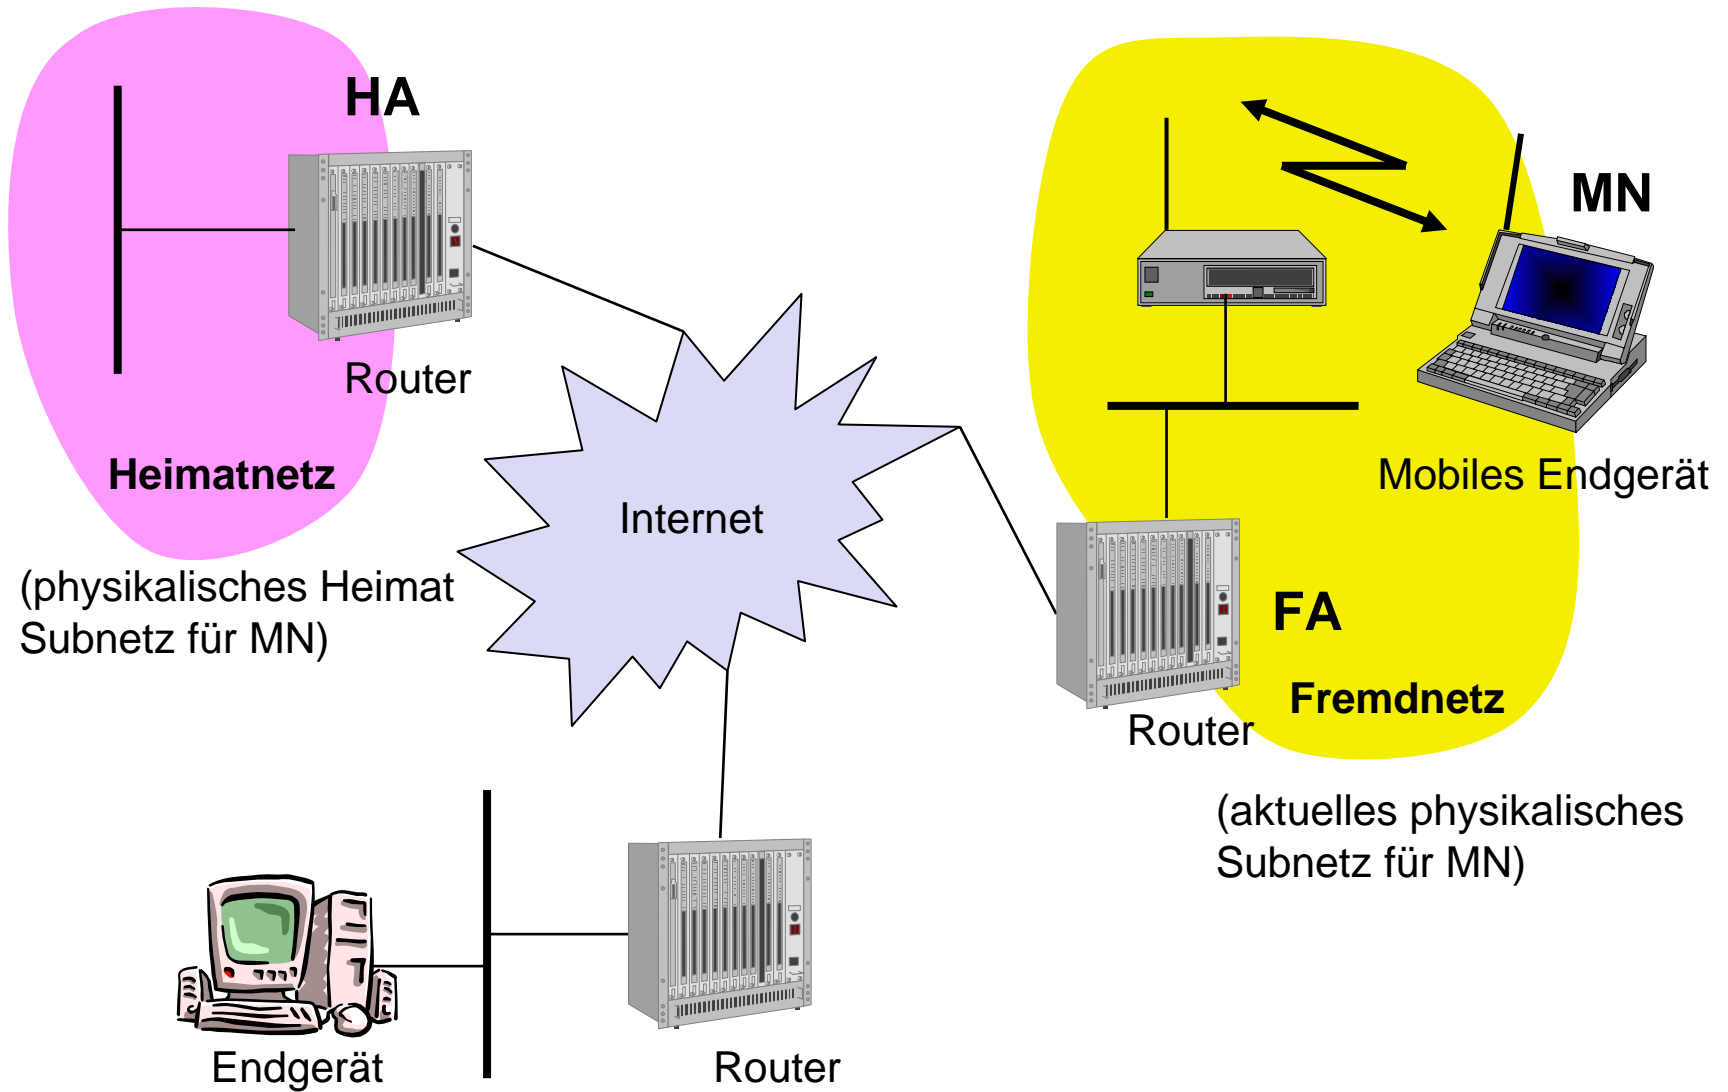 HA
Router
Heimatnetz
(physikalisches Heimat
Subnetz für MN)
Internet
MN
Mobiles Endgerät
FA
Fremdnetz
Router
(aktuelles physikalisches
Subnetz für MN)
Endgerät
Router